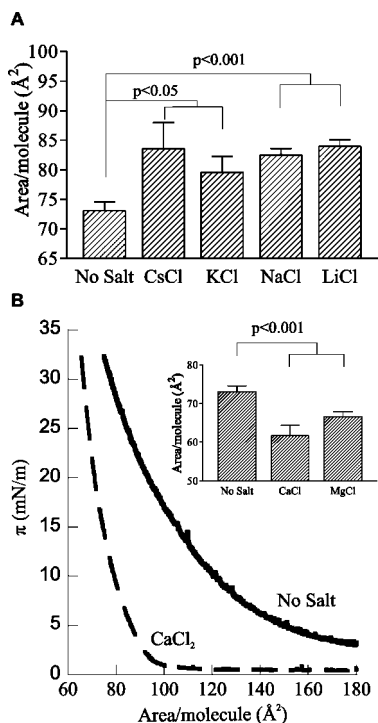 A
p<0.001
p<0.05
Area/molecule (Å²)
100
95
90
85
80
75
70
65
No Salt CsCl KCl NaCl LiCl
B
p<0.001
Area/molecule (Å²)
80
70
60
50
No Salt CaCl MgCl
π (mN/m)
35
30
25
20
15
10
5
0
No Salt
CaCl₂
60 80 100 120 140 160 180
Area/molecule (Å²)